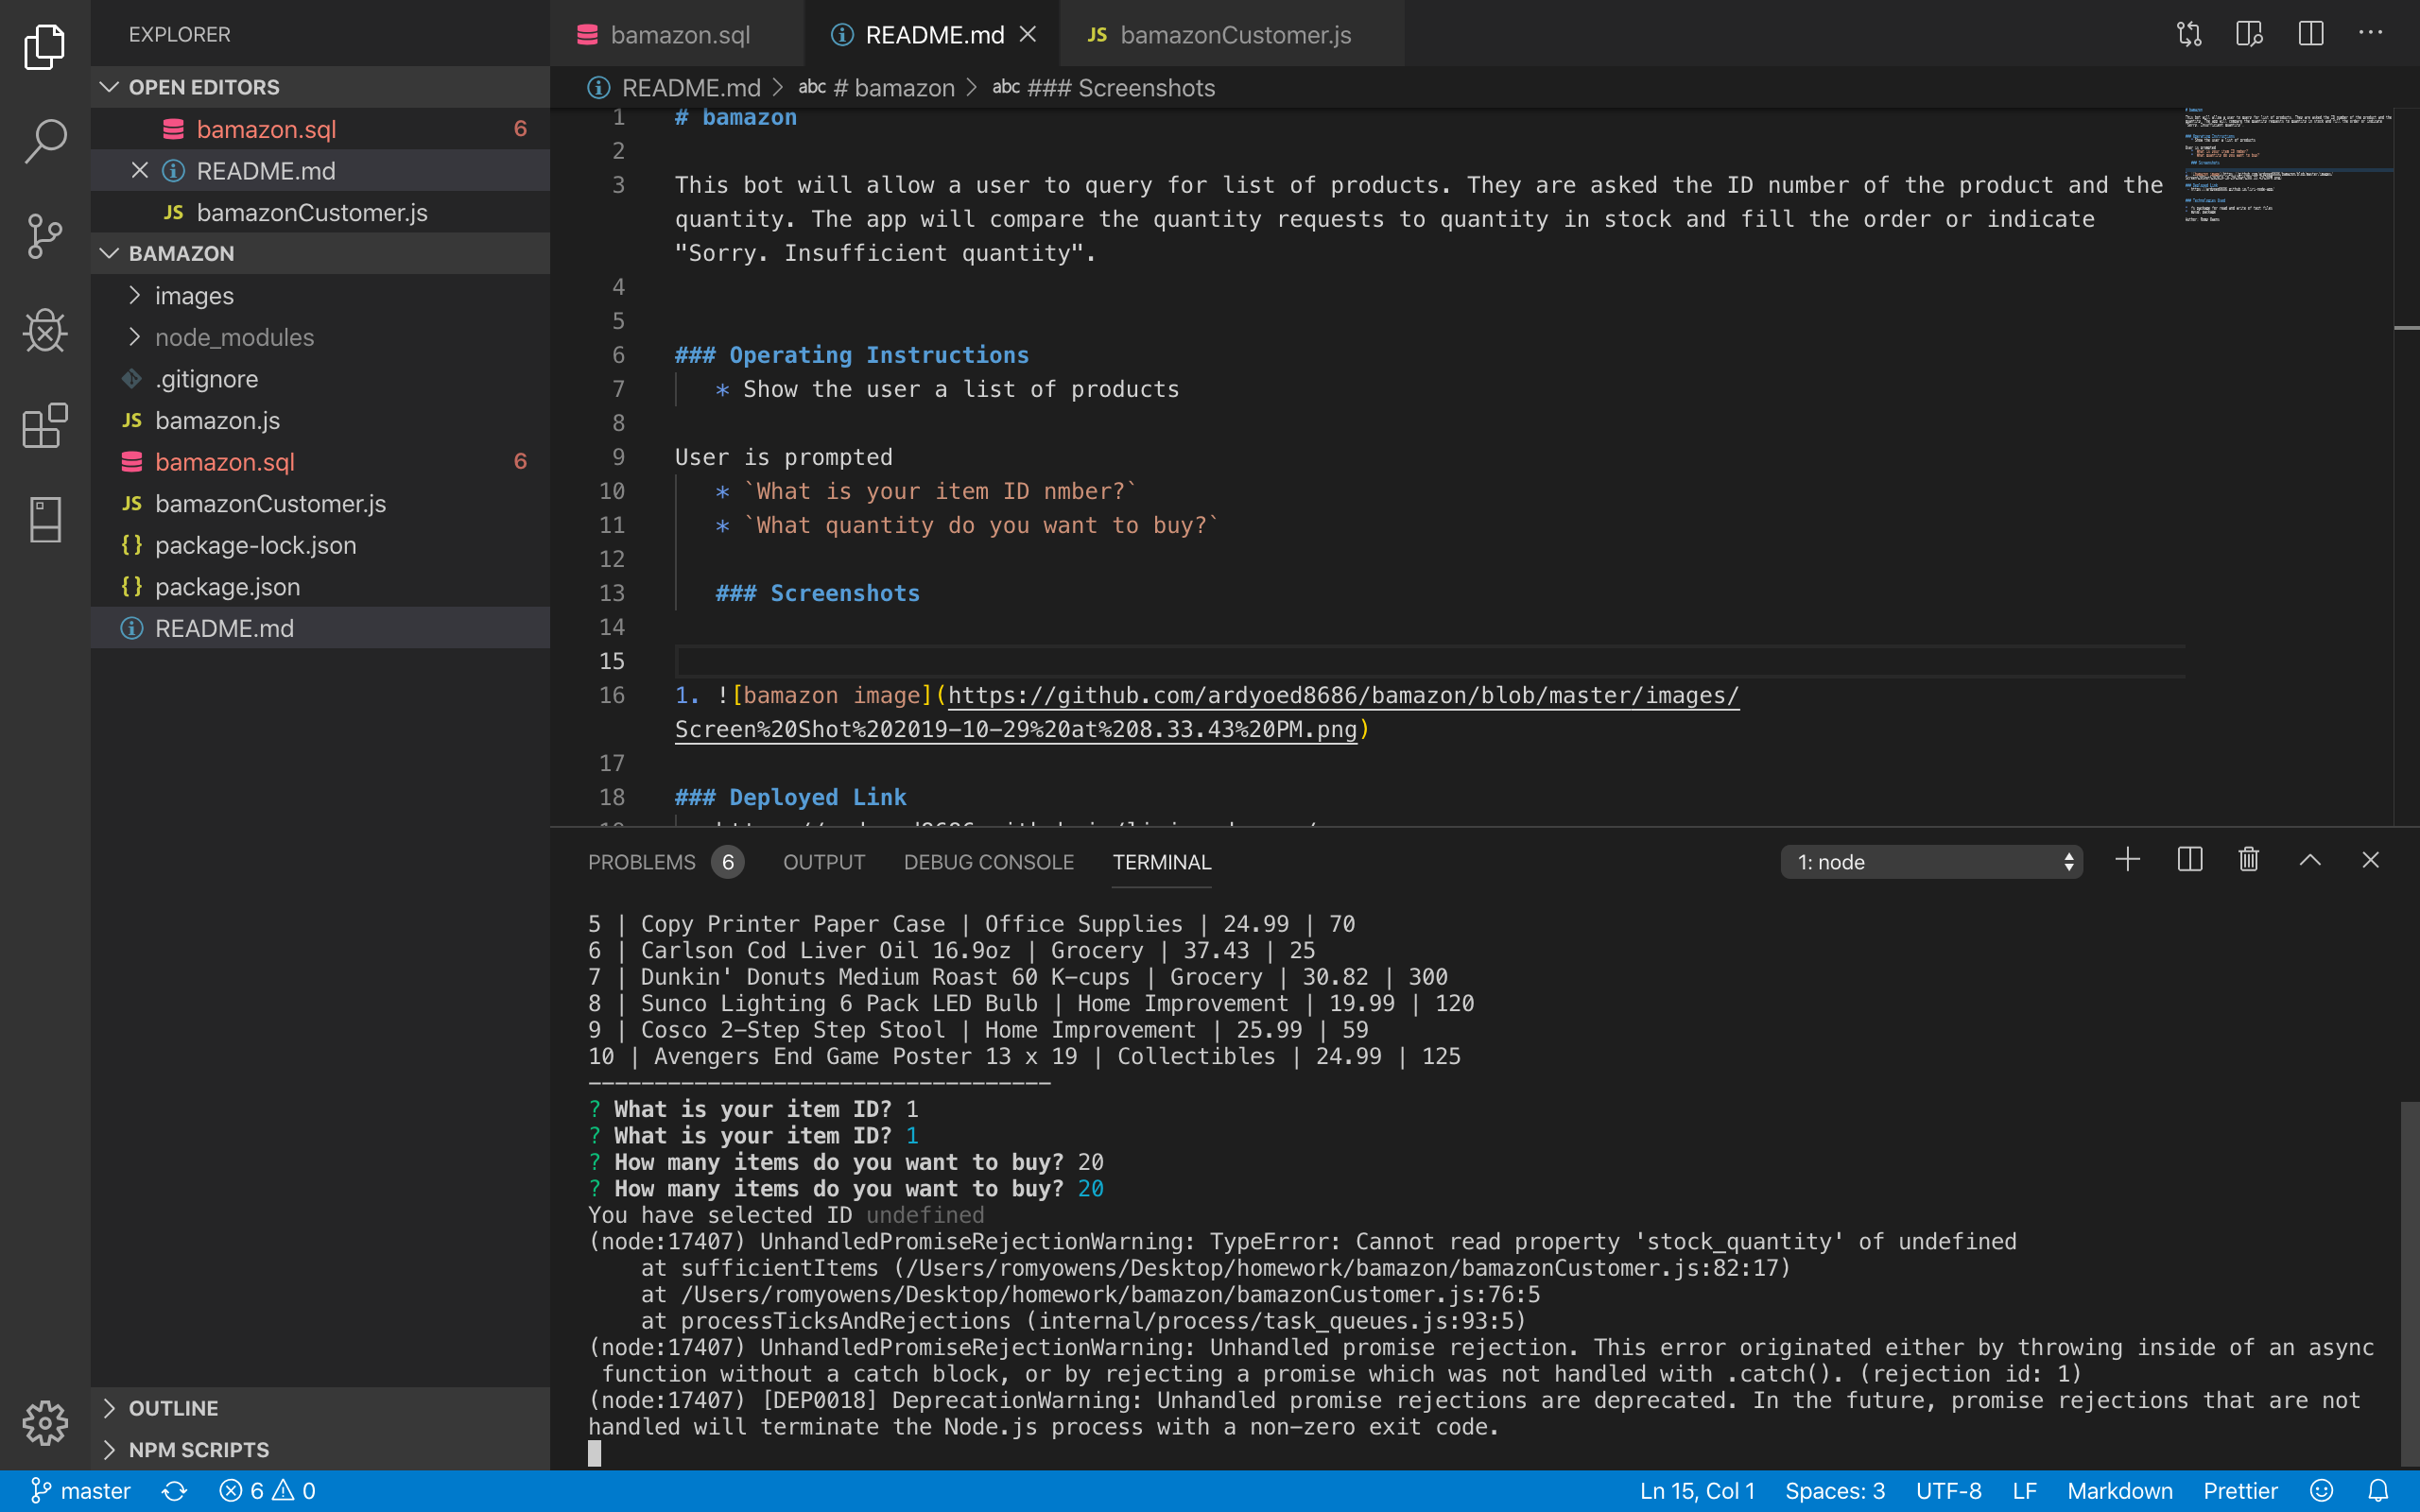 EXPLORER
OPEN EDITORS
bamazon.sql 6
README.md
JS bamazonCustomer.js
BAMAZON
images
node_modules
.gitignore
JS bamazon.js
bamazon.sql 6
JS bamazonCustomer.js
{} package-lock.json
{} package.json
README.md
OUTLINE
NPM SCRIPTS
bamazon.sql
README.md
JS bamazonCustomer.js
README.md > abc # bamazon > abc ### Screenshots
1 # bamazon
2
3 This bot will allow a user to query for list of products. They are asked the ID number of the product and the
quantity. The app will compare the quantity requests to quantity in stock and fill the order or indicate
"Sorry. Insufficient quantity".
4
5
6 ### Operating Instructions
7 * Show the user a list of products
8
9 User is prompted
10 * `What is your item ID nmber?`
11 * `What quantity do you want to buy?`
12
13 ### Screenshots
14
15
16 1. ![bamazon image](https://github.com/ardyoed8686/bamazon/blob/master/images/
Screen%20Shot%202019-10-29%20at%208.33.43%20PM.png)
17
18 ### Deployed Link
PROBLEMS 6 OUTPUT DEBUG CONSOLE TERMINAL 1: node
5 | Copy Printer Paper Case | Office Supplies | 24.99 | 70
6 | Carlson Cod Liver Oil 16.9oz | Grocery | 37.43 | 25
7 | Dunkin' Donuts Medium Roast 60 K-cups | Grocery | 30.82 | 300
8 | Sunco Lighting 6 Pack LED Bulb | Home Improvement | 19.99 | 120
9 | Cosco 2-Step Step Stool | Home Improvement | 25.99 | 59
10 | Avengers End Game Poster 13 x 19 | Collectibles | 24.99 | 125
-----------------------------------
? What is your item ID? 1
? What is your item ID? 1
? How many items do you want to buy? 20
? How many items do you want to buy? 20
You have selected ID undefined
(node:17407) UnhandledPromiseRejectionWarning: TypeError: Cannot read property 'stock_quantity' of undefined
at sufficientItems (/Users/romyowens/Desktop/homework/bamazon/bamazonCustomer.js:82:17)
at /Users/romyowens/Desktop/homework/bamazon/bamazonCustomer.js:76:5
at processTicksAndRejections (internal/process/task_queues.js:93:5)
(node:17407) UnhandledPromiseRejectionWarning: Unhandled promise rejection. This error originated either by throwing inside of an async
function without a catch block, or by rejecting a promise which was not handled with .catch(). (rejection id: 1)
(node:17407) [DEP0018] DeprecationWarning: Unhandled promise rejections are deprecated. In the future, promise rejections that are not
handled will terminate the Node.js process with a non-zero exit code.
master 6 0 Ln 15, Col 1 Spaces: 3 UTF-8 LF Markdown Prettier